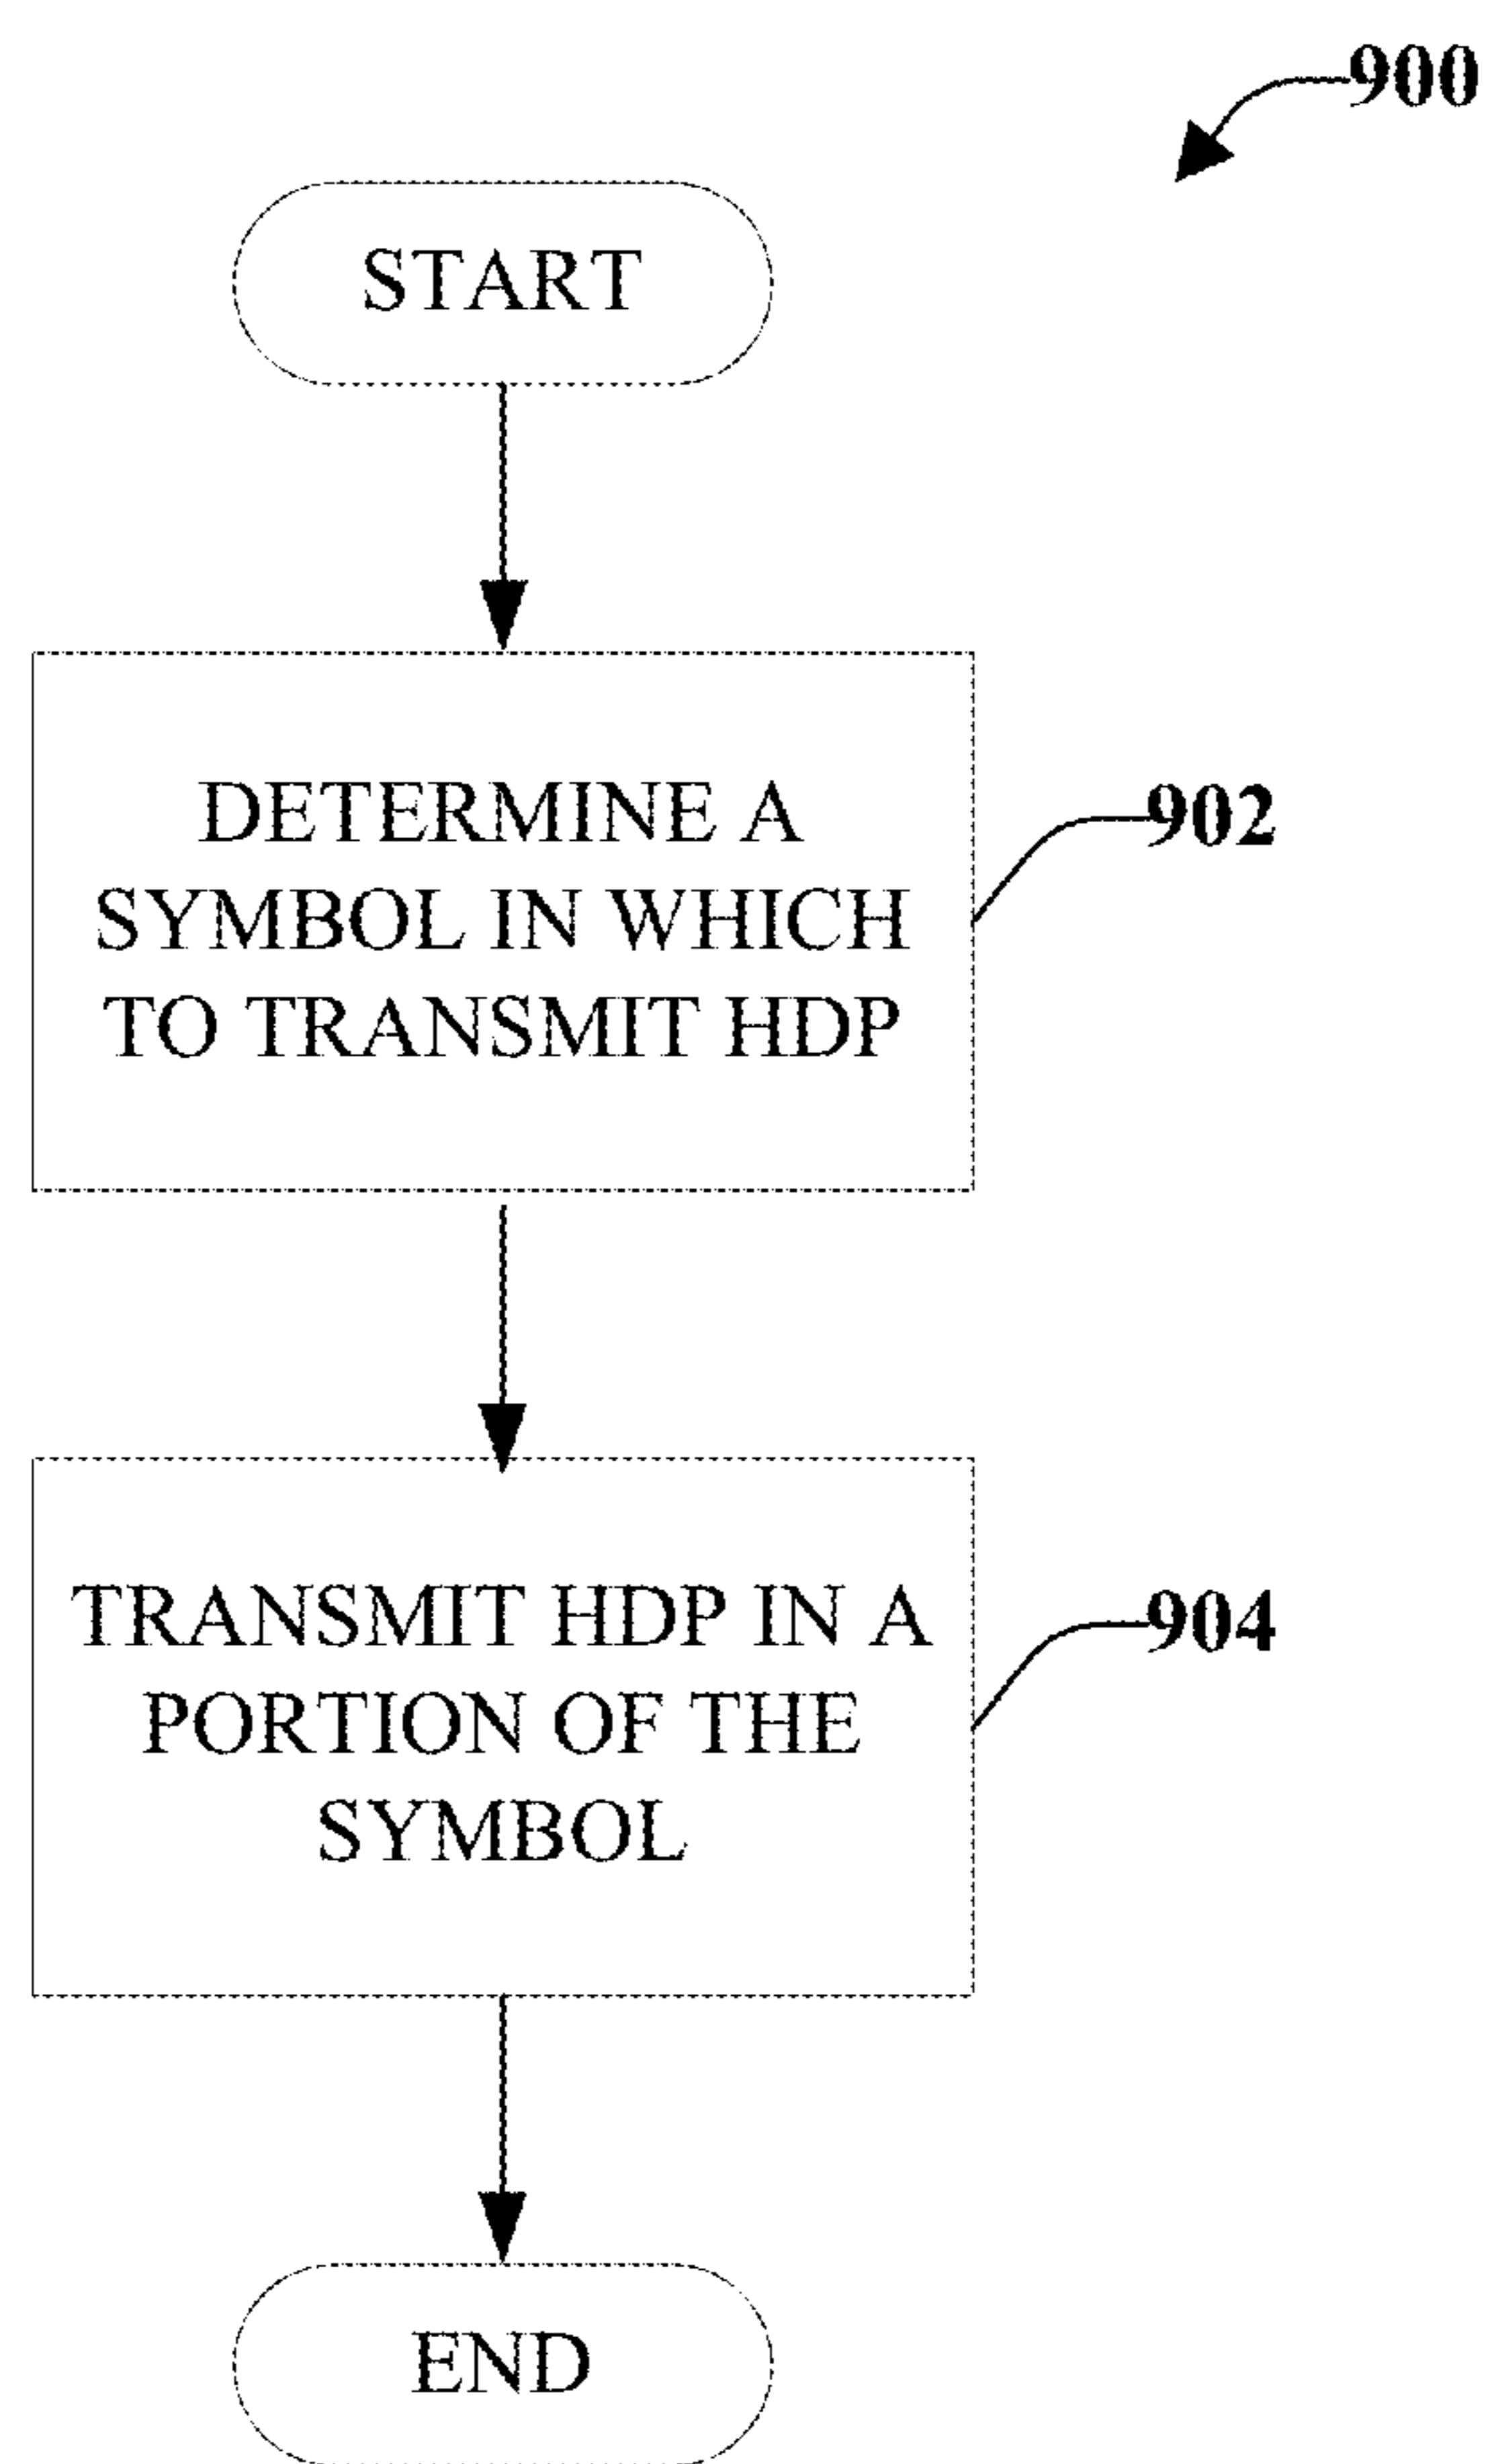 900
START
DETERMINE A
SYMBOL IN WHICH
TO TRANSMIT HDP
902
TRANSMIT HDP IN A
PORTION OF THE
SYMBOL
904
END